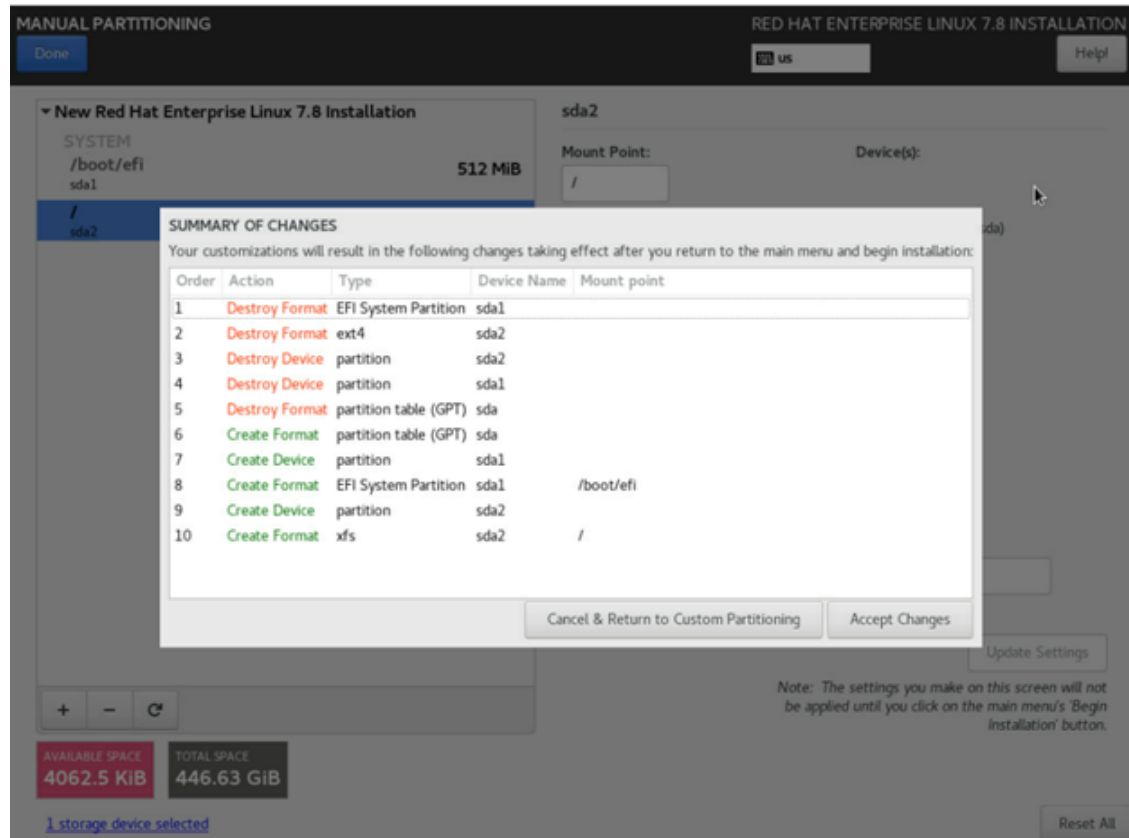 MANUAL PARTITIONING
RED HAT ENTERPRISE LINUX 7.8 INSTALLATION
Done
us
Help!
New Red Hat Enterprise Linux 7.8 Installation
SYSTEM
/boot/efi
512 MiB
sda1
/
sda2
sda2
Mount Point:
Device(s):
/
sda)
SUMMARY OF CHANGES
Your customizations will result in the following changes taking effect after you return to the main menu and begin installation:
Order Action Type Device Name Mount point
1 Destroy Format EFI System Partition sda1
2 Destroy Format ext4 sda2
3 Destroy Device partition sda2
4 Destroy Device partition sda1
5 Destroy Format partition table (GPT) sda
6 Create Format partition table (GPT) sda
7 Create Device partition sda1
8 Create Format EFI System Partition sda1 /boot/efi
9 Create Device partition sda2
10 Create Format xfs sda2 /
Cancel & Return to Custom Partitioning
Accept Changes
Update Settings
Note: The settings you make on this screen will not
be applied until you click on the main menu's 'Begin
Installation' button.
AVAILABLE SPACE
4062.5 KiB
TOTAL SPACE
446.63 GiB
1 storage device selected
Reset All